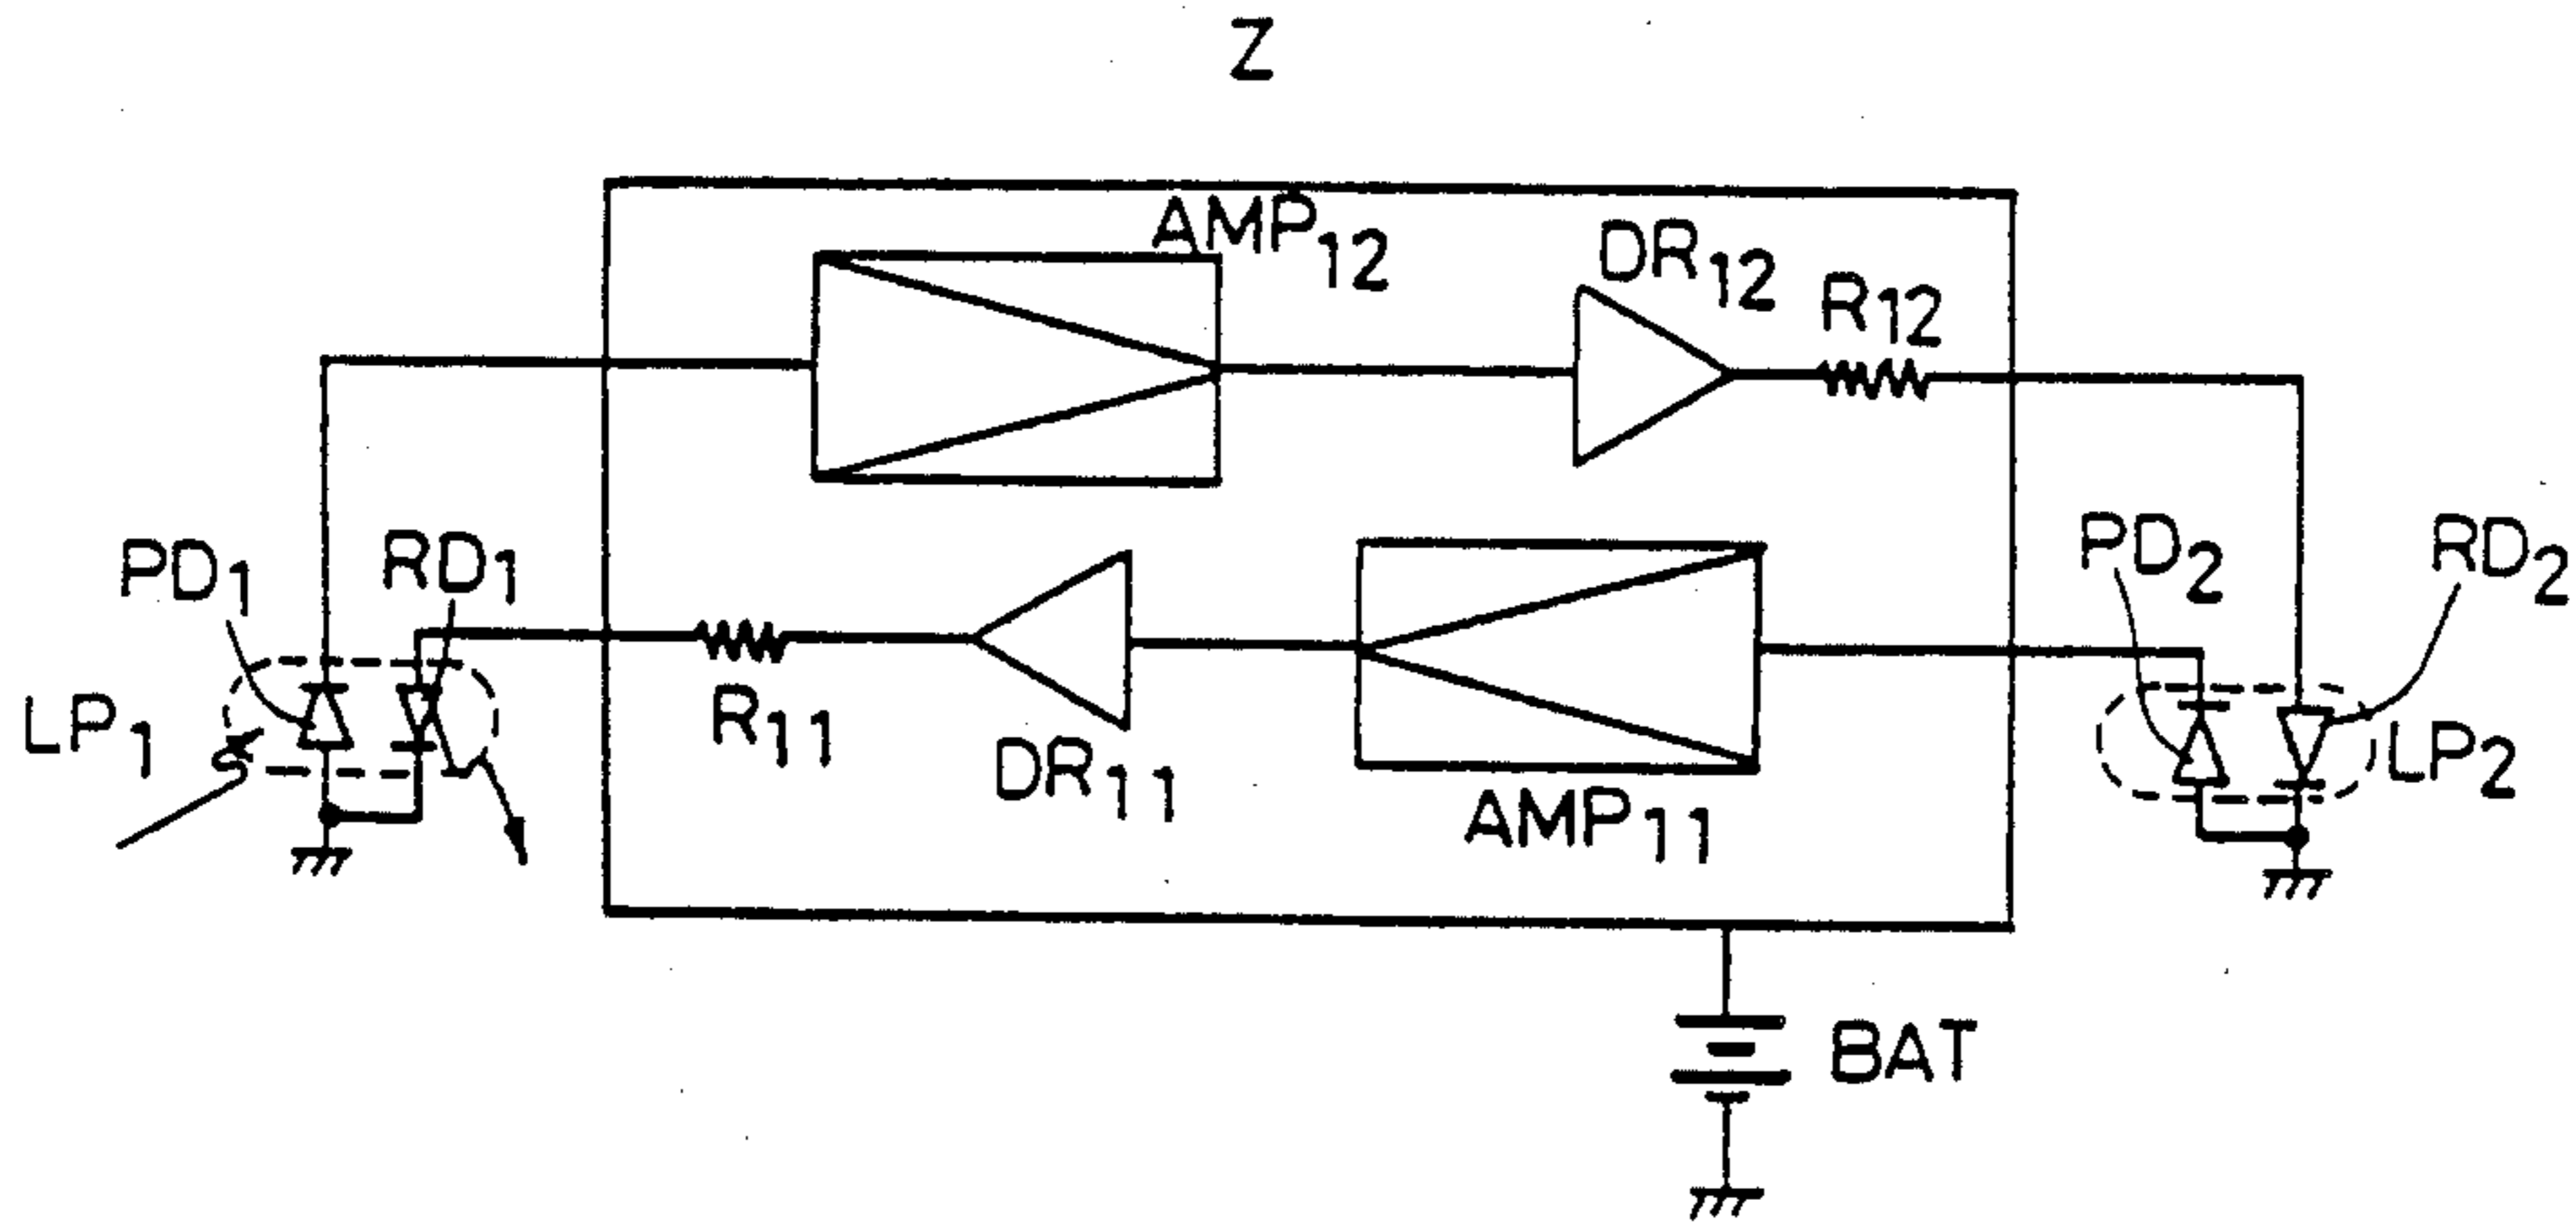 Z
AMP12
DR12
R12
PD1
RD1
PD2
RD2
LP1
R11
DR11
AMP11
LP2
BAT